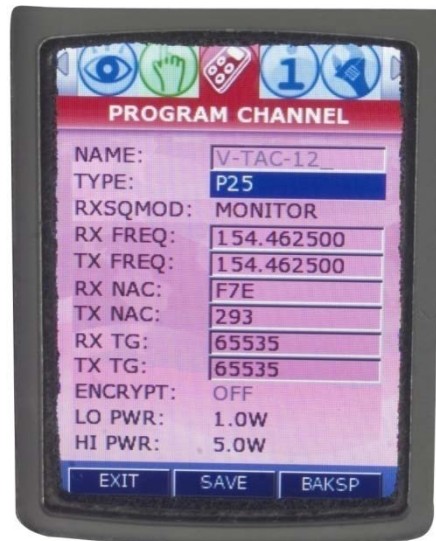 1
PROGRAM CHANNEL
NAME: V-TAC-12_
TYPE: P25
RXSQMOD: MONITOR
RX FREQ: 154.462500
TX FREQ: 154.462500
RX NAC: F7E
TX NAC: 293
RX TG: 65535
TX TG: 65535
ENCRYPT: OFF
LO PWR: 1.0W
HI PWR: 5.0W
EXIT SAVE BAKSP